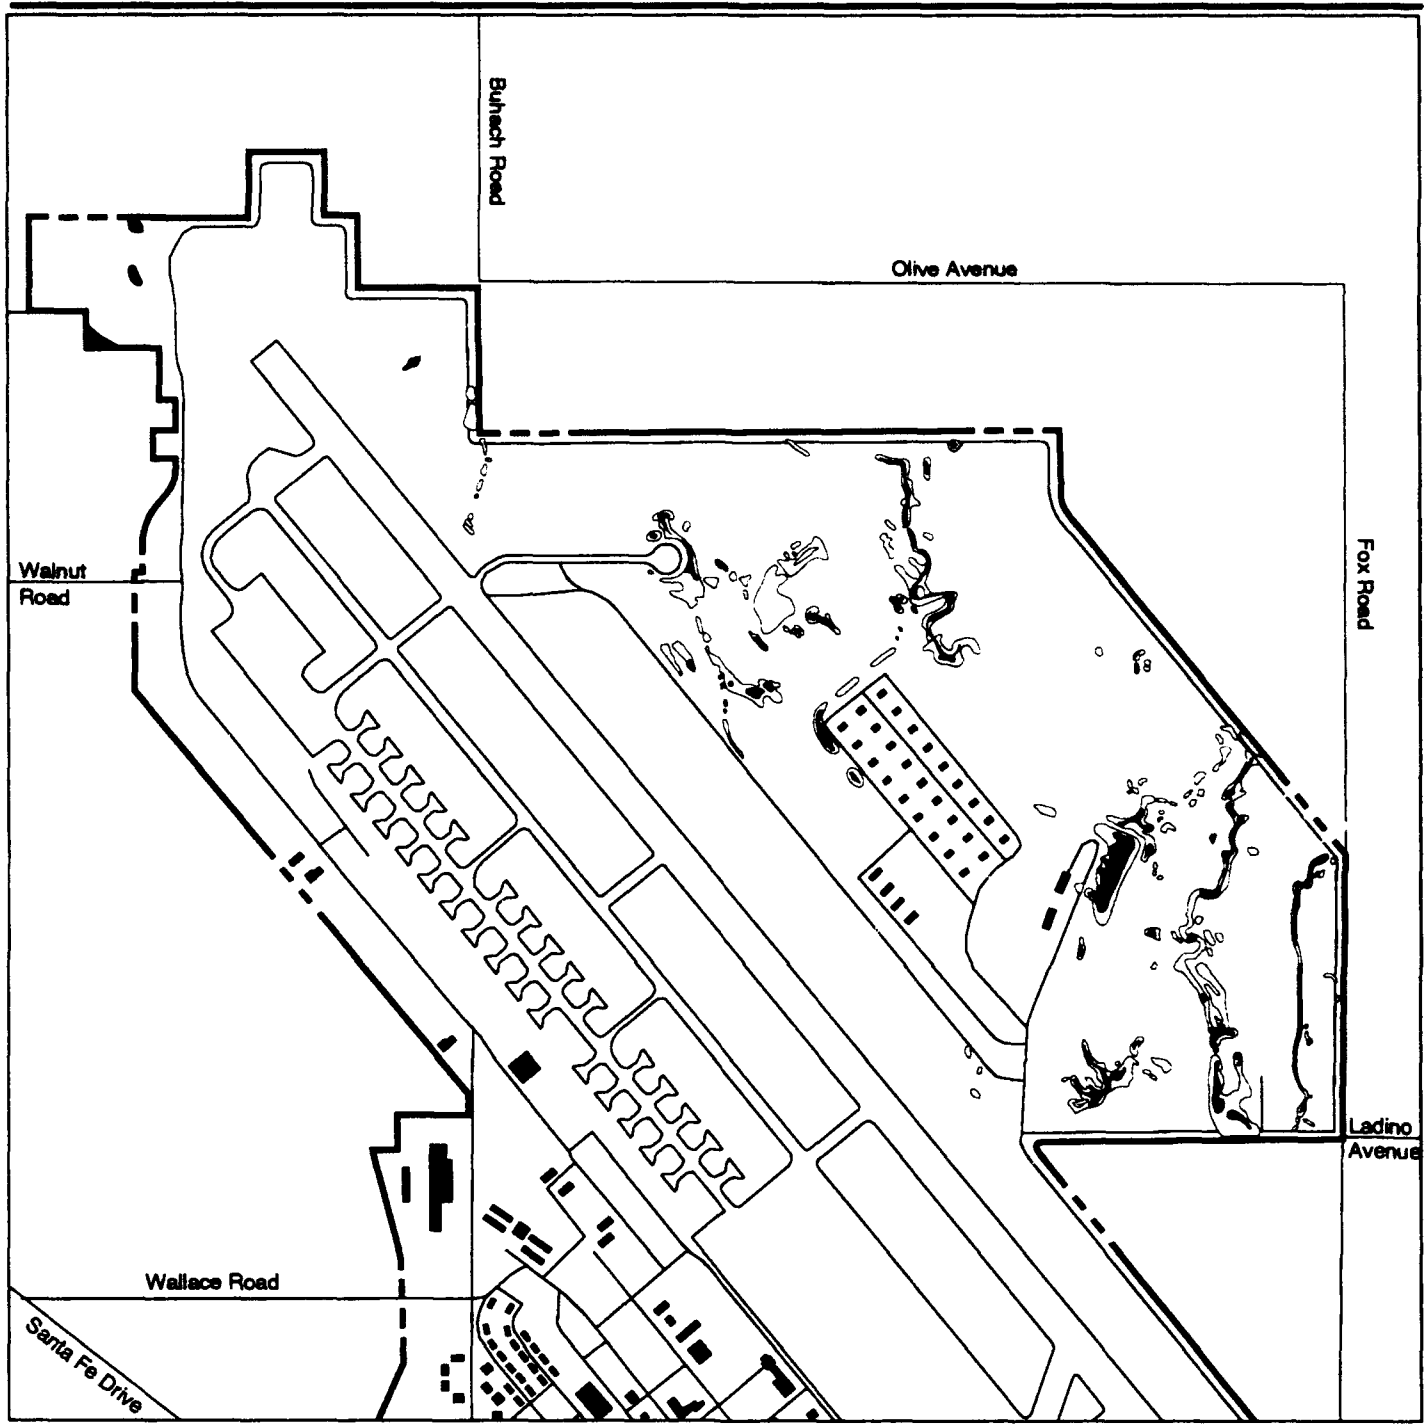 Buhach Road
Olive Avenue
Fox Road
Walnut
Road
Ladino
Avenue
Wallace Road
Santa Fe Drive